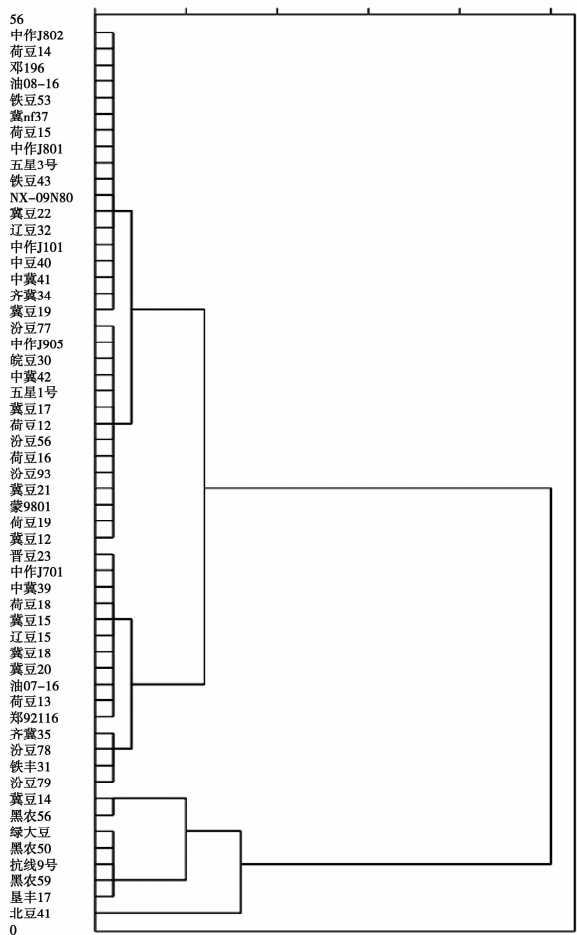 56
中作J802
荷豆14
邓196
油08-16
铁豆53
冀nf37
荷豆15
中作J801
五星3号
铁豆43
NX-09N80
冀豆22
辽豆32
中作J101
中豆40
中冀41
齐冀34
冀豆19
汾豆77
中作J905
皖豆30
中冀42
五星1号
冀豆17
荷豆12
汾豆56
荷豆16
汾豆93
冀豆21
蒙9801
荷豆19
冀豆12
晋豆23
中作J701
中冀39
荷豆18
冀豆15
辽豆15
冀豆18
冀豆20
油07-16
荷豆13
郑92116
齐冀35
汾豆78
铁丰31
汾豆79
冀豆14
黑农56
绿大豆
黑农50
抗线9号
黑农59
垦丰17
北豆41
0